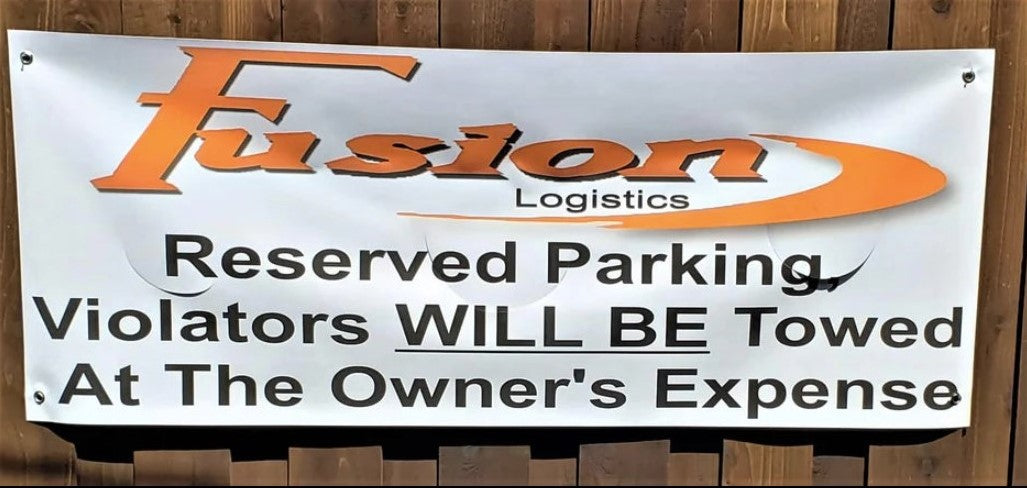 Fusion
Logistics
Reserved Parking,
Violators WILL BE Towed
At The Owner's Expense